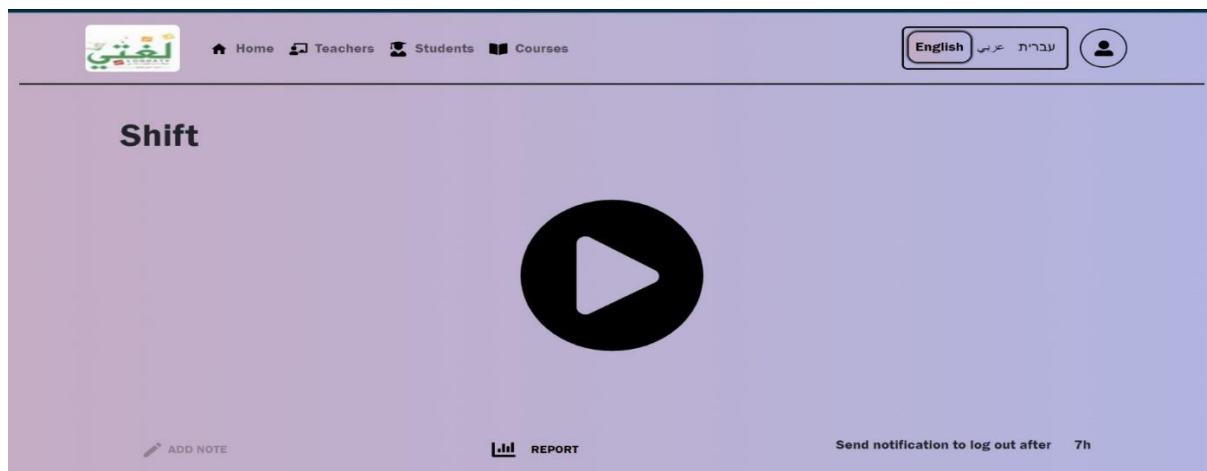 لغتي
Home Teachers Students Courses
English عربي עברית
Shift
ADD NOTE
REPORT
Send notification to log out after 7h